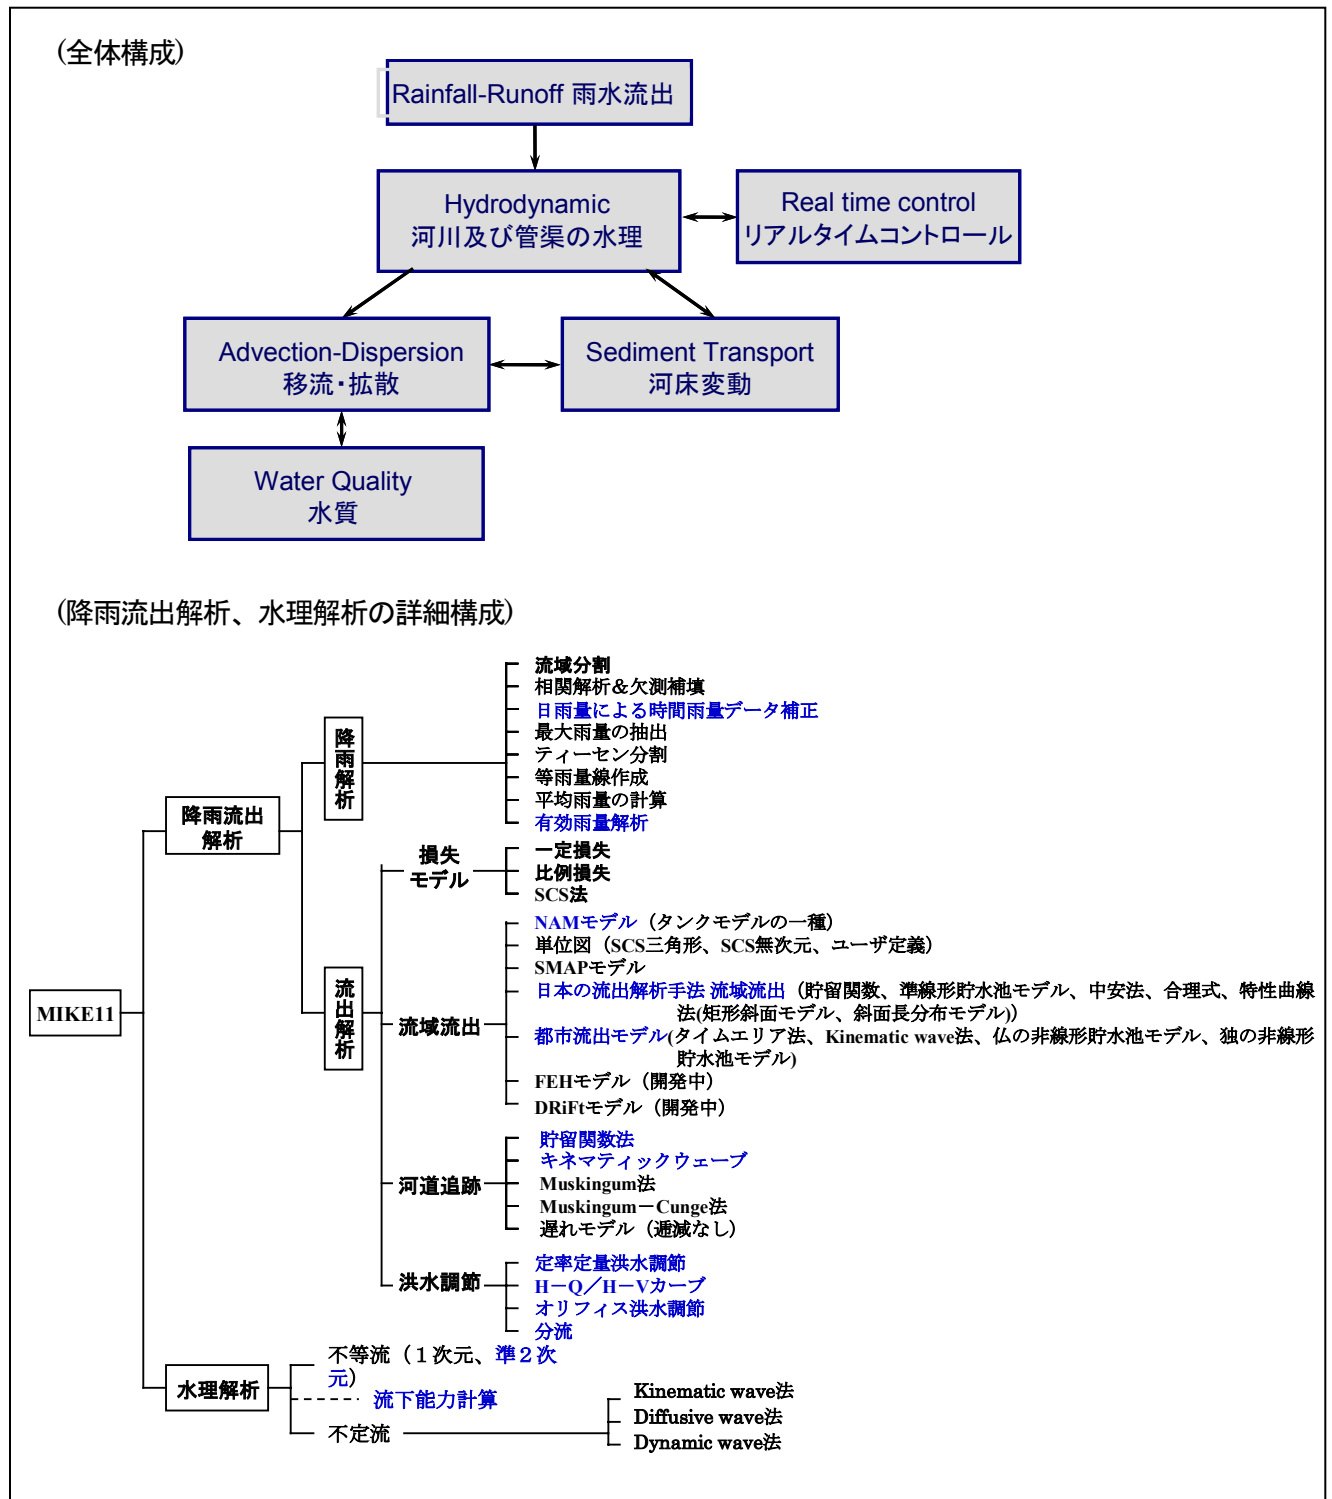 (全体構成)
Rainfall-Runoff 雨水流出
Hydrodynamic
河川及び管渠の水理
Real time control
リアルタイムコントロール
Advection-Dispersion
移流・拡散
Sediment Transport
河床変動
Water Quality
水質
(降雨流出解析、水理解析の詳細構成)
MIKE11
降雨流出
解析
降雨解析
流域分割
相関解析＆欠測補填
日雨量による時間雨量データ補正
最大雨量の抽出
ティーセン分割
等雨量線作成
平均雨量の計算
有効雨量解析
流出解析
損失
モデル
一定損失
比例損失
SCS法
流域流出
NAMモデル（タンクモデルの一種）
単位図（SCS三角形、SCS無次元、ユーザ定義）
SMAPモデル
日本の流出解析手法 流域流出（貯留関数、準線形貯水池モデル、中安法、合理式、特性曲線
法(矩形斜面モデル、斜面長分布モデル)）
都市流出モデル(タイムエリア法、Kinematic wave法、仏の非線形貯水池モデル、独の非線形
貯水池モデル)
FEHモデル（開発中）
DRiFtモデル（開発中）
河道追跡
貯留関数法
キネマティックウェーブ
Muskingum法
Muskingum－Cunge法
遅れモデル（逓減なし）
洪水調節
定率定量洪水調節
H－Q／H－Vカーブ
オリフィス洪水調節
分流
水理解析
不等流（１次元、準２次
元）
流下能力計算
不定流
Kinematic wave法
Diffusive wave法
Dynamic wave法